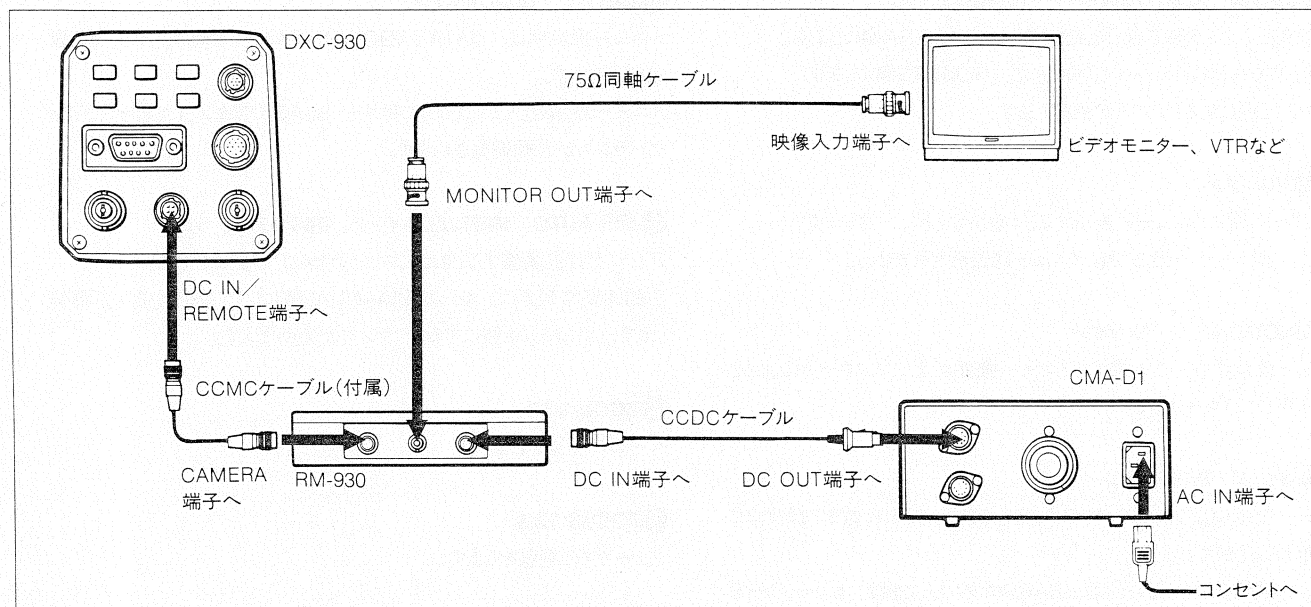 DXC-930
75Ω同軸ケーブル
映像入力端子へ
ビデオモニター、VTRなど
MONITOR OUT端子へ
DC IN／
REMOTE端子へ
CCMCケーブル(付属)
CAMERA
端子へ
RM-930
CCDCケーブル
DC IN端子へ
DC OUT端子へ
CMA-D1
AC IN端子へ
コンセントへ